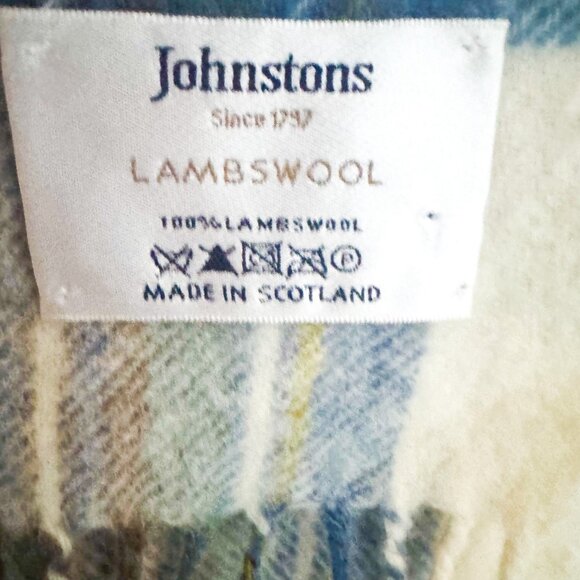 Johnstons
Since 1797
LAMBSWOOL
100% LAMBSWOOL
P
MADE IN SCOTLAND